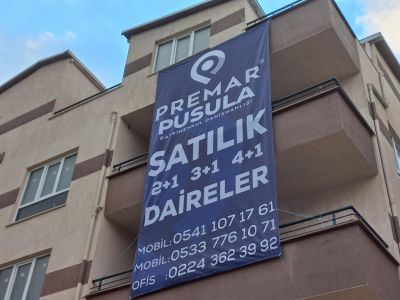 PREMAR®
PUSULA
GAYRİMENKUL DANIŞMANLIĞI
SATILIK
2+1 3+1 4+1
DAİRELER
MOBİL: 0541 107 17 61
MOBİL: 0533 776 10 71
OFİS : 0224 362 39 92